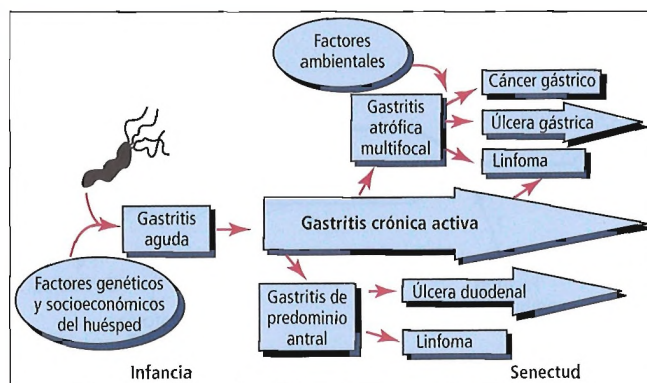 Factores
ambientales
Cáncer gástrico
Gastritis
atrófica
multifocal
Úlcera gástrica
Linfoma
Gastritis
aguda
Gastritis crónica activa
Factores genéticos
y socioeconómicos
del huésped
Gastritis de
predominio
antral
Úlcera duodenal
Linfoma
Infancia
Senectud